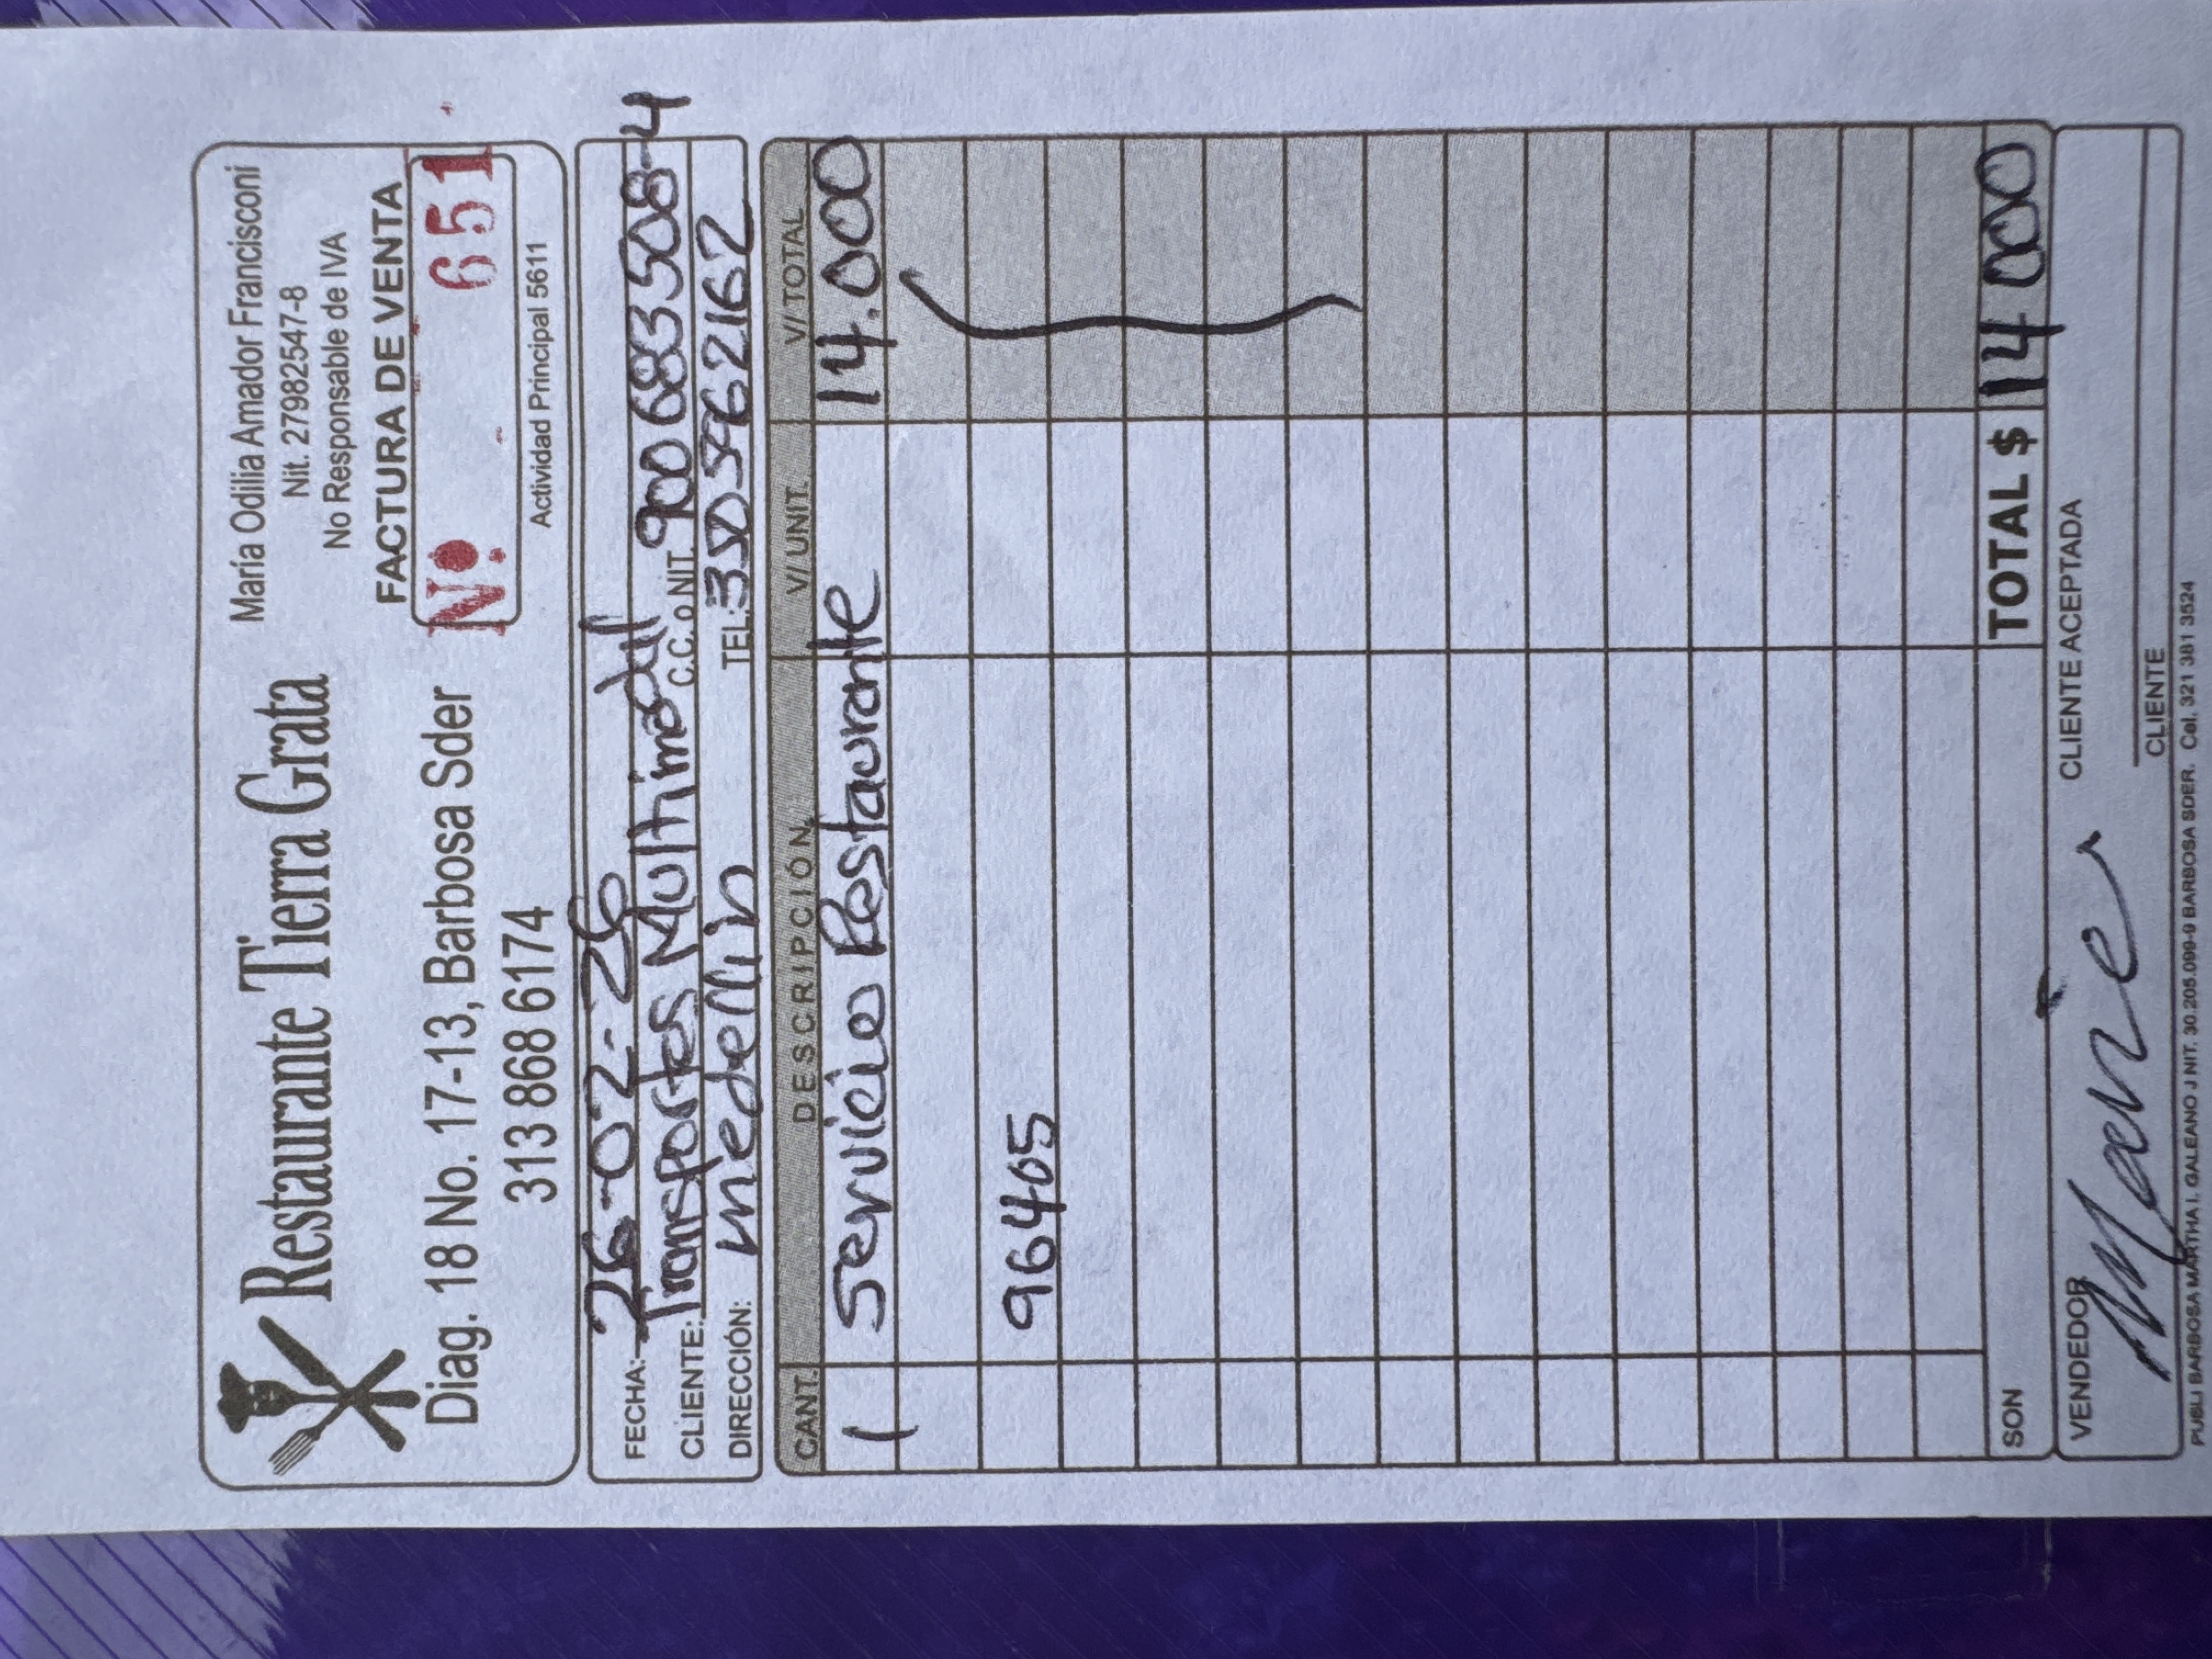 Restaurante Tierra Grata
Diag. 18 No. 17-13, Barbosa Sder
313 868 6174
María Odilia Amador Francisconi
Nit. 27982547-8
No Responsable de IVA
FACTURA DE VENTA
Nº 651
Actividad Principal 5611
FECHA: 26-02-26
CLIENTE: Transportes Multimodal C.C. o NIT. 900683508-4
DIRECCIÓN: medellin TEL: 3505962162
CANT. DESCRIPCIÓN V/ UNIT. V/ TOTAL
1 Servicio Restaurante 14.000
96405
SON TOTAL $ 14 000
VENDEDOR CLIENTE ACEPTADA
CLIENTE
PUBLI BARBOSA MARTHA I. GALEANO J NIT. 30.205.099-9 BARBOSA SDER. Cel. 321 381 3524